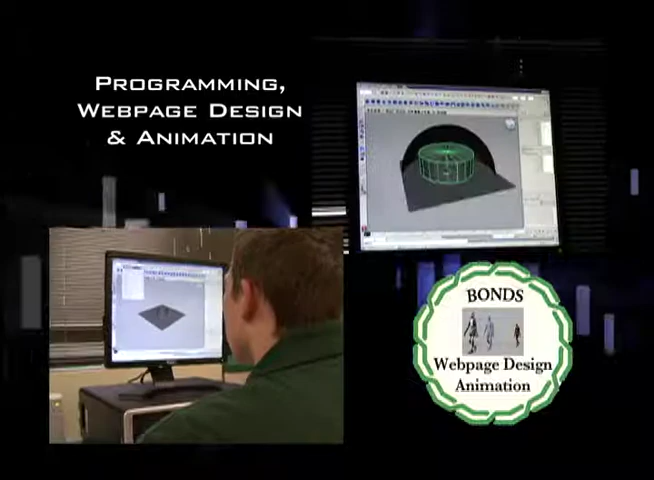 PROGRAMMING,
WEBPAGE DESIGN
& ANIMATION
BONDS
Webpage Design
Animation